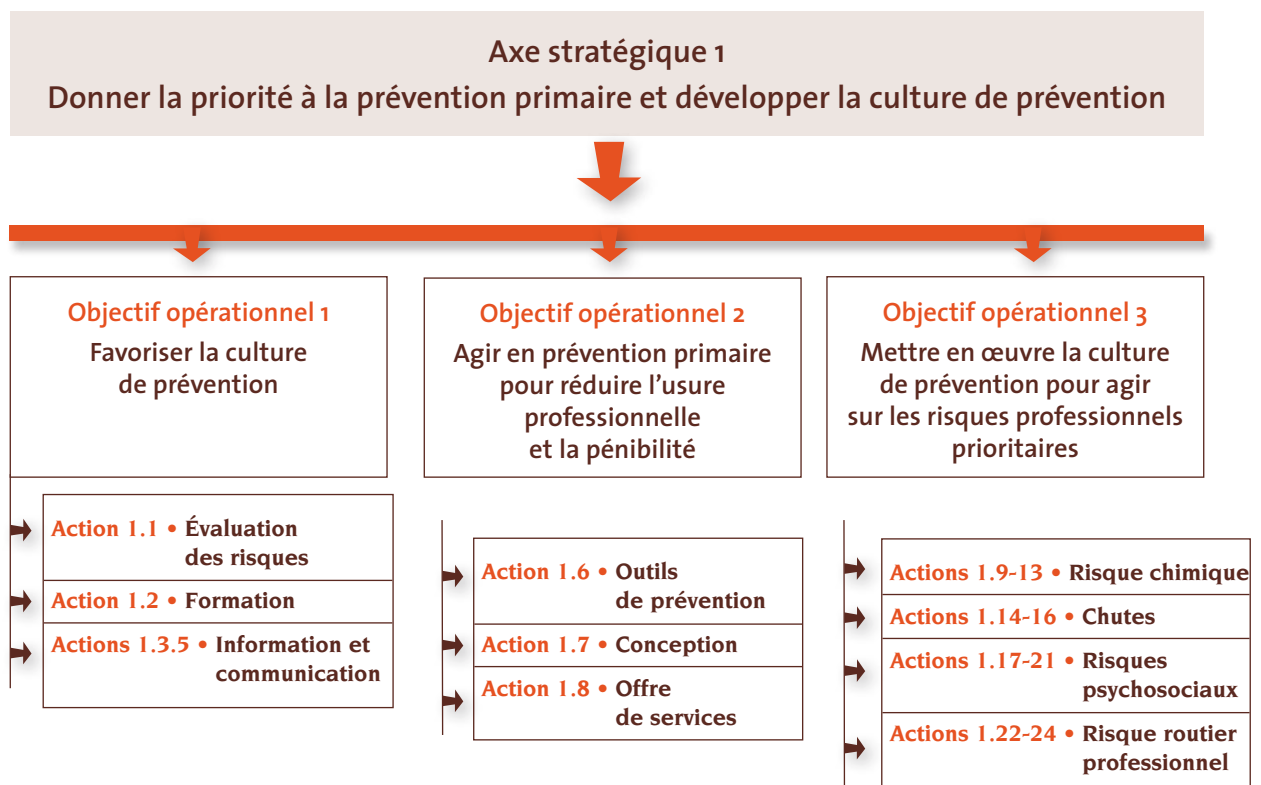 Axe stratégique 1
Donner la priorité à la prévention primaire et développer la culture de prévention
Objectif opérationnel 1
Favoriser la culture
de prévention
Action 1.1 • Évaluation
des risques
Action 1.2 • Formation
Actions 1.3.5 • Information et
communication
Objectif opérationnel 2
Agir en prévention primaire
pour réduire l’usure
professionnelle
et la pénibilité
Action 1.6 • Outils
de prévention
Action 1.7 • Conception
Action 1.8 • Offre
de services
Objectif opérationnel 3
Mettre en œuvre la culture
de prévention pour agir
sur les risques professionnels
prioritaires
Actions 1.9-13 • Risque chimique
Actions 1.14-16 • Chutes
Actions 1.17-21 • Risques
psychosociaux
Actions 1.22-24 • Risque routier
professionnel